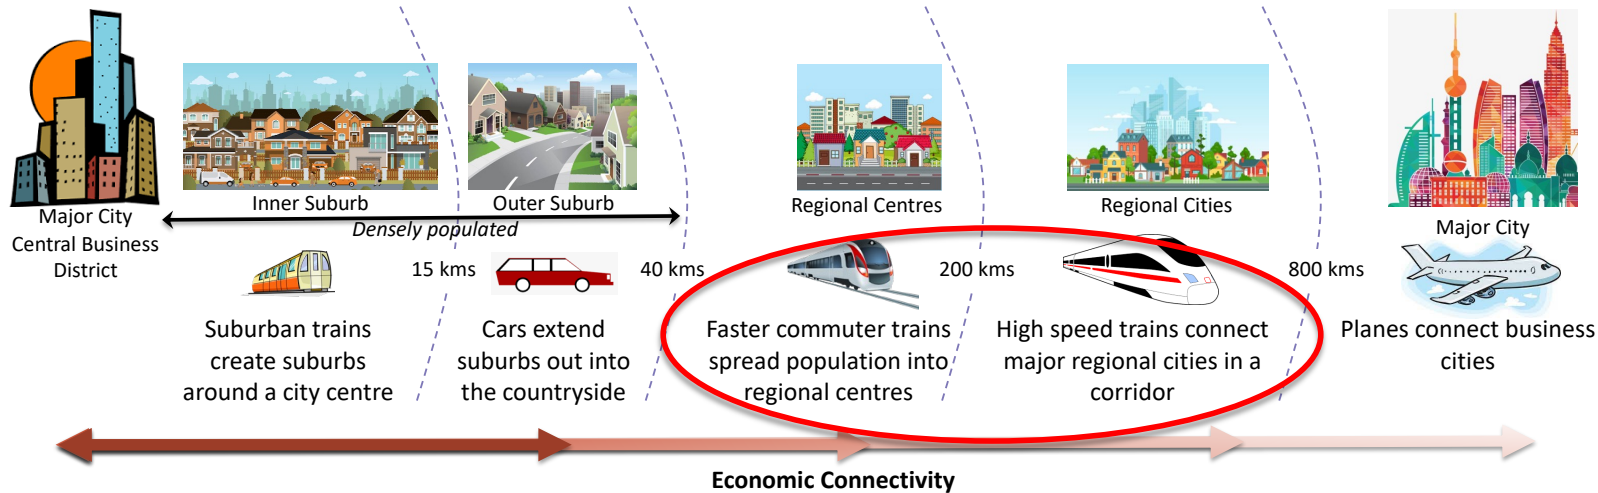 Major City
Central Business
District
Inner Suburb
Outer Suburb
Densely populated
Regional Centres
Regional Cities
Major City
15 kms
40 kms
200 kms
800 kms
Suburban trains
create suburbs
around a city centre
Cars extend
suburbs out into
the countryside
Faster commuter trains
spread population into
regional centres
High speed trains connect
major regional cities in a
corridor
Planes connect business
cities
Economic Connectivity